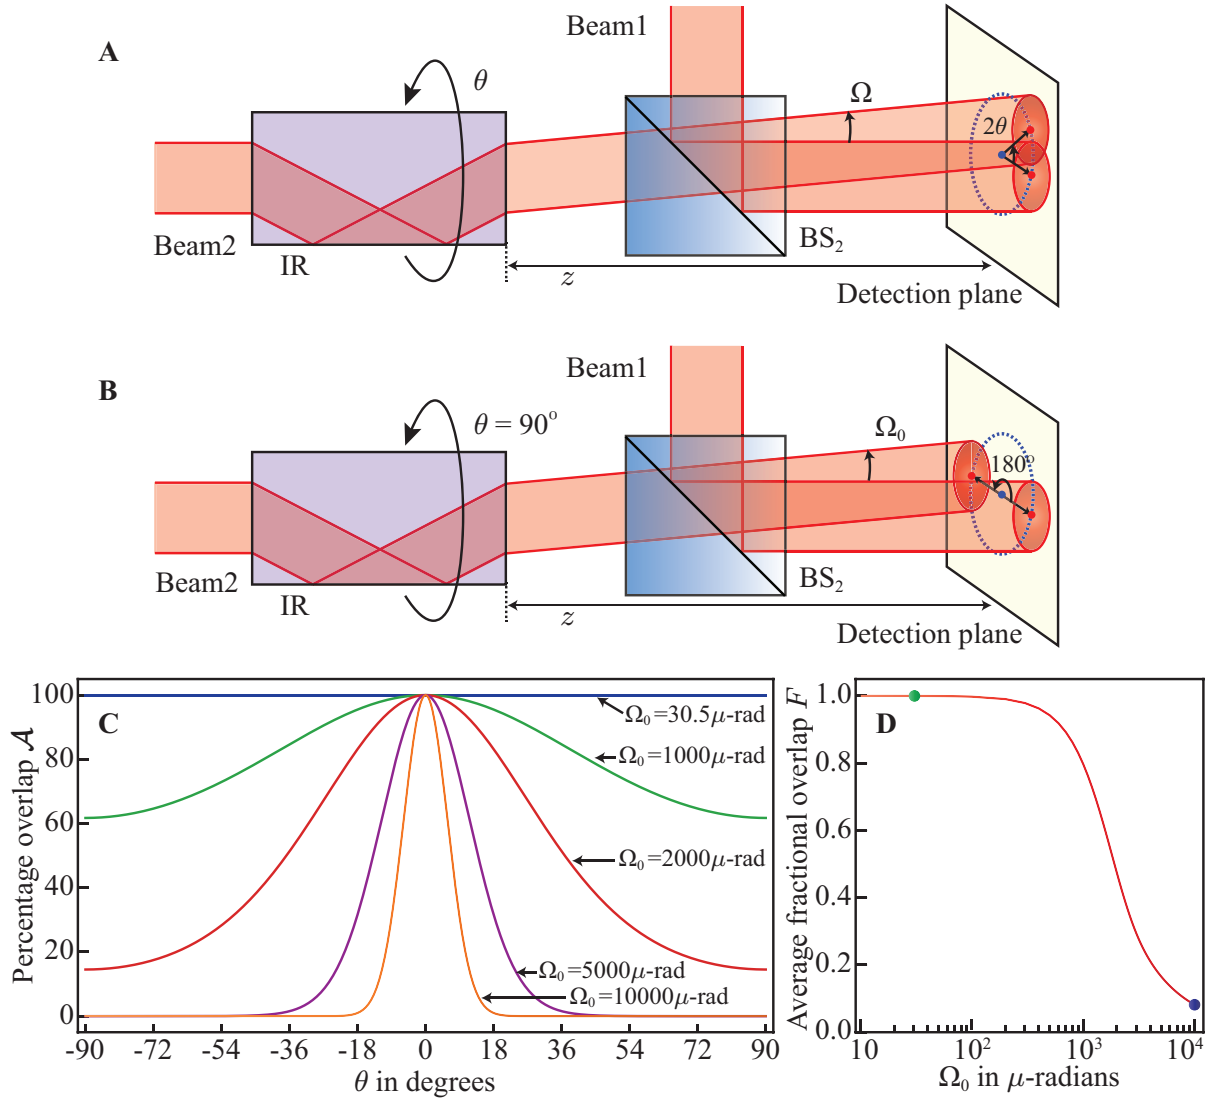 A
Beam1
θ
Ω
2θ
Beam2
IR
BS₂
z
Detection plane
B
Beam1
θ = 90°
Ω₀
180°
Beam2
IR
BS₂
z
Detection plane
C
Percentage overlap 𝒜
100
80
60
40
20
0
Ω₀=30.5μ-rad
Ω₀=1000μ-rad
Ω₀=2000μ-rad
Ω₀=5000μ-rad
Ω₀=10000μ-rad
-90 -72 -54 -36 -18 0 18 36 54 72 90
θ in degrees
D
Average fractional overlap F
1.0
0.8
0.6
0.4
0.2
0.0
10 10² 10³ 10⁴
Ω₀ in μ-radians